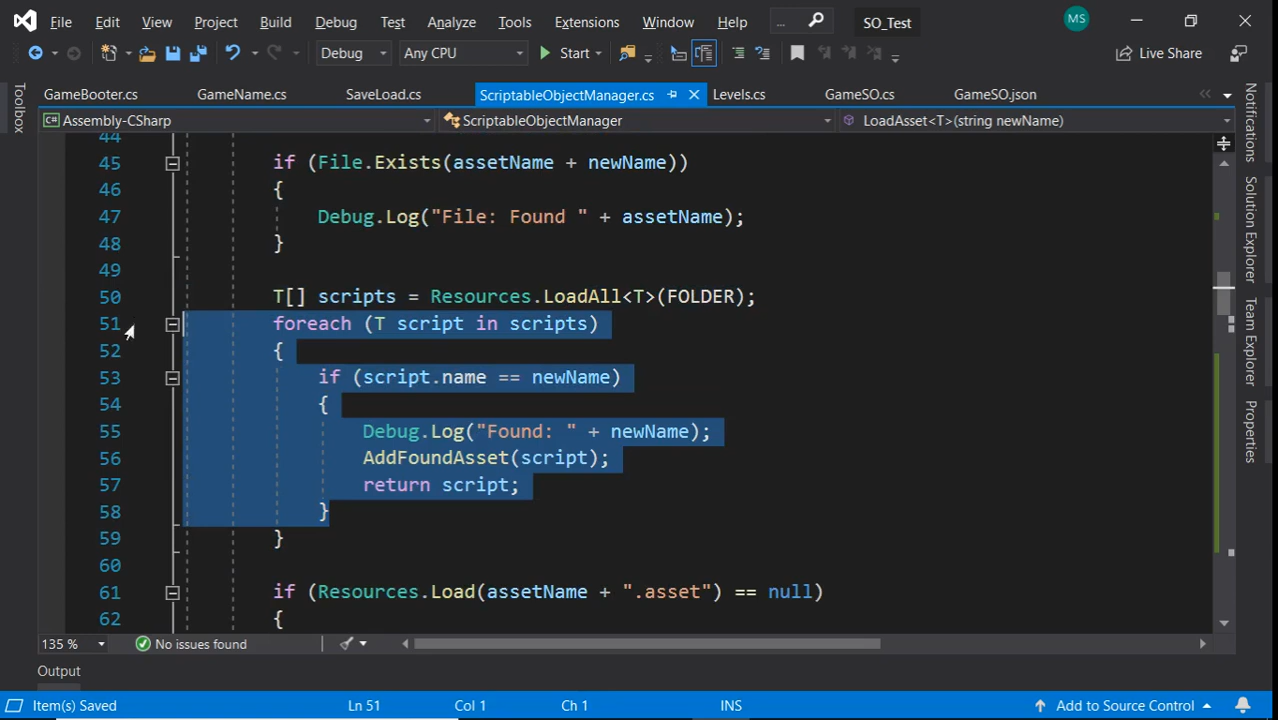 File Edit View Project Build Debug Test Analyze Tools Extensions Window Help ... SO_Test MS
Debug Any CPU Start Live Share
Toolbox
GameBooter.cs GameName.cs SaveLoad.cs ScriptableObjectManager.cs Levels.cs GameSO.cs GameSO.json
Assembly-CSharp ScriptableObjectManager LoadAsset<T>(string newName)
44
45 if (File.Exists(assetName + newName))
46 {
47 Debug.Log("File: Found " + assetName);
48 }
49
50 T[] scripts = Resources.LoadAll<T>(FOLDER);
51 foreach (T script in scripts)
52 {
53 if (script.name == newName)
54 {
55 Debug.Log("Found: " + newName);
56 AddFoundAsset(script);
57 return script;
58 }
59 }
60
61 if (Resources.Load(assetName + ".asset") == null)
62 {
Notifications
Solution Explorer
Team Explorer
Properties
135 % No issues found
Output
Item(s) Saved Ln 51 Col 1 Ch 1 INS Add to Source Control